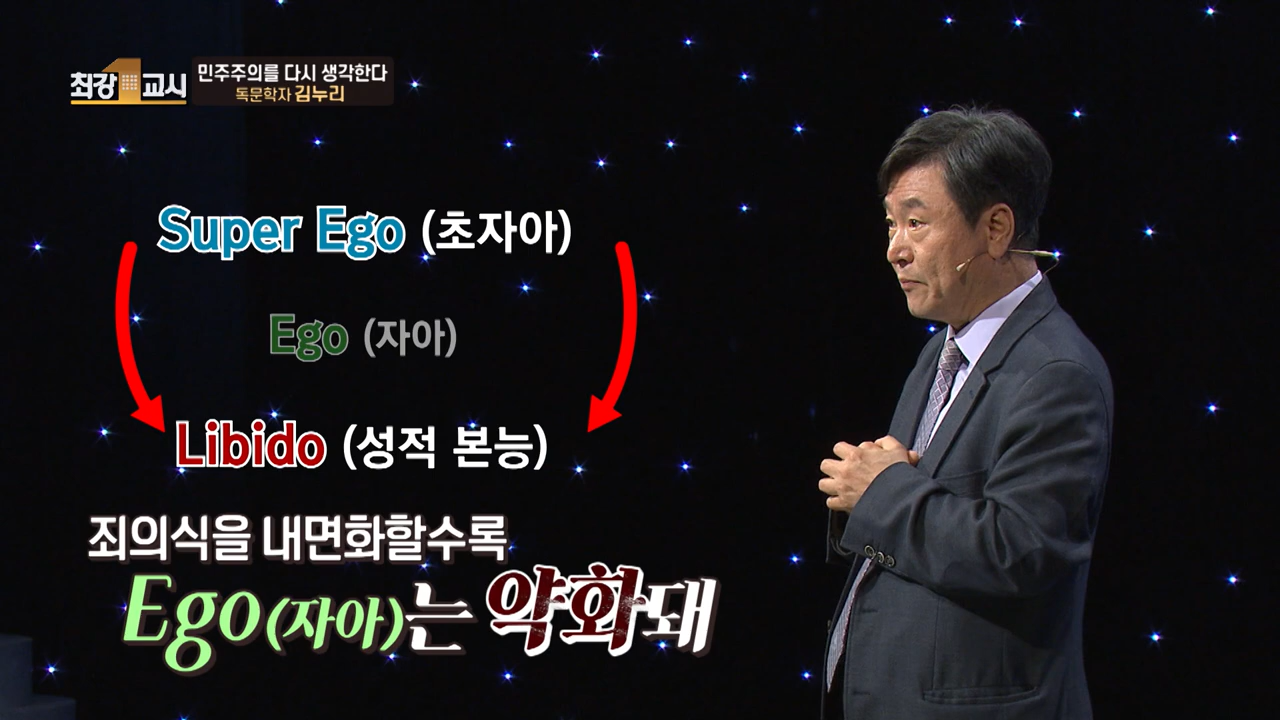 최강1교시
민주주의를 다시 생각한다
독문학자 김누리
Super Ego (초자아)
Ego (자아)
Libido (성적 본능)
죄의식을 내면화할수록
Ego(자아)는 약화돼